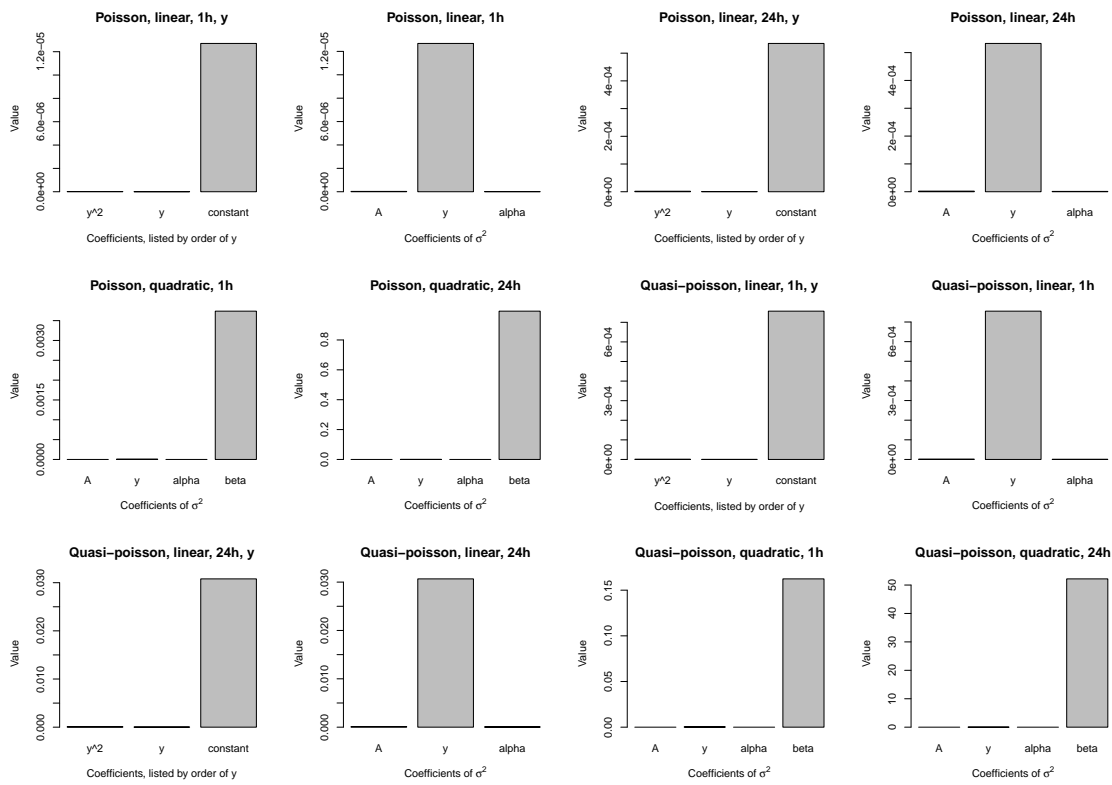 Poisson, linear, 1h, y
Value
0.0e+00 6.0e−06 1.2e−05
y^2 y constant
Coefficients, listed by order of y
Poisson, linear, 1h
Value
0.0e+00 6.0e−06 1.2e−05
A y alpha
Coefficients of σ²
Poisson, linear, 24h, y
Value
0e+00 2e−04 4e−04
y^2 y constant
Coefficients, listed by order of y
Poisson, linear, 24h
Value
0e+00 2e−04 4e−04
A y alpha
Coefficients of σ²
Poisson, quadratic, 1h
Value
0.0000 0.0015 0.0030
A y alpha beta
Coefficients of σ²
Poisson, quadratic, 24h
Value
0.0 0.2 0.4 0.6 0.8
A y alpha beta
Coefficients of σ²
Quasi−poisson, linear, 1h, y
Value
0e+00 3e−04 6e−04
y^2 y constant
Coefficients, listed by order of y
Quasi−poisson, linear, 1h
Value
0e+00 3e−04 6e−04
A y alpha
Coefficients of σ²
Quasi−poisson, linear, 24h, y
Value
0.000 0.010 0.020 0.030
y^2 y constant
Coefficients, listed by order of y
Quasi−poisson, linear, 24h
Value
0.000 0.010 0.020 0.030
A y alpha
Coefficients of σ²
Quasi−poisson, quadratic, 1h
Value
0.00 0.05 0.10 0.15
A y alpha beta
Coefficients of σ²
Quasi−poisson, quadratic, 24h
Value
0 10 20 30 40 50
A y alpha beta
Coefficients of σ²